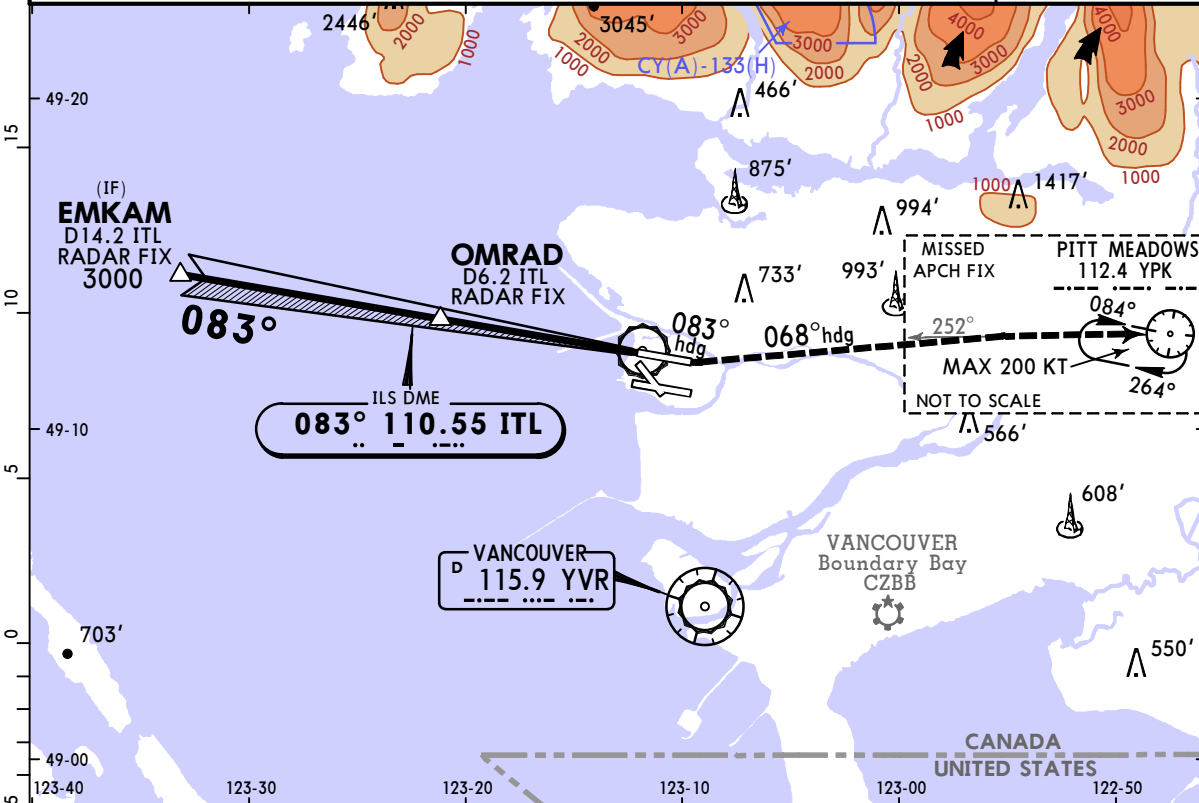 2446'
2000
1000
3045'
3000
2000
1000
CY(A)-133(H)
3000
2000
4000
3000
2000
1000
4000
3000
2000
1000
49-20
15
466'
875'
1000
1417'
994'
(IF)
EMKAM
D14.2 ITL
RADAR FIX
3000
OMRAD
D6.2 ITL
RADAR FIX
733'
993'
MISSED
APCH FIX
PITT MEADOWS
112.4 YPK
10
083°
083°
hdg
068° hdg
252°
084°
MAX 200 KT
264°
NOT TO SCALE
ILS DME
083° 110.55 ITL
49-10
566'
5
608'
VANCOUVER
D 115.9 YVR
VANCOUVER
Boundary Bay
CZBB
0
703'
550'
49-00
CANADA
UNITED STATES
5
123-40
123-30
123-20
123-10
123-00
122-50